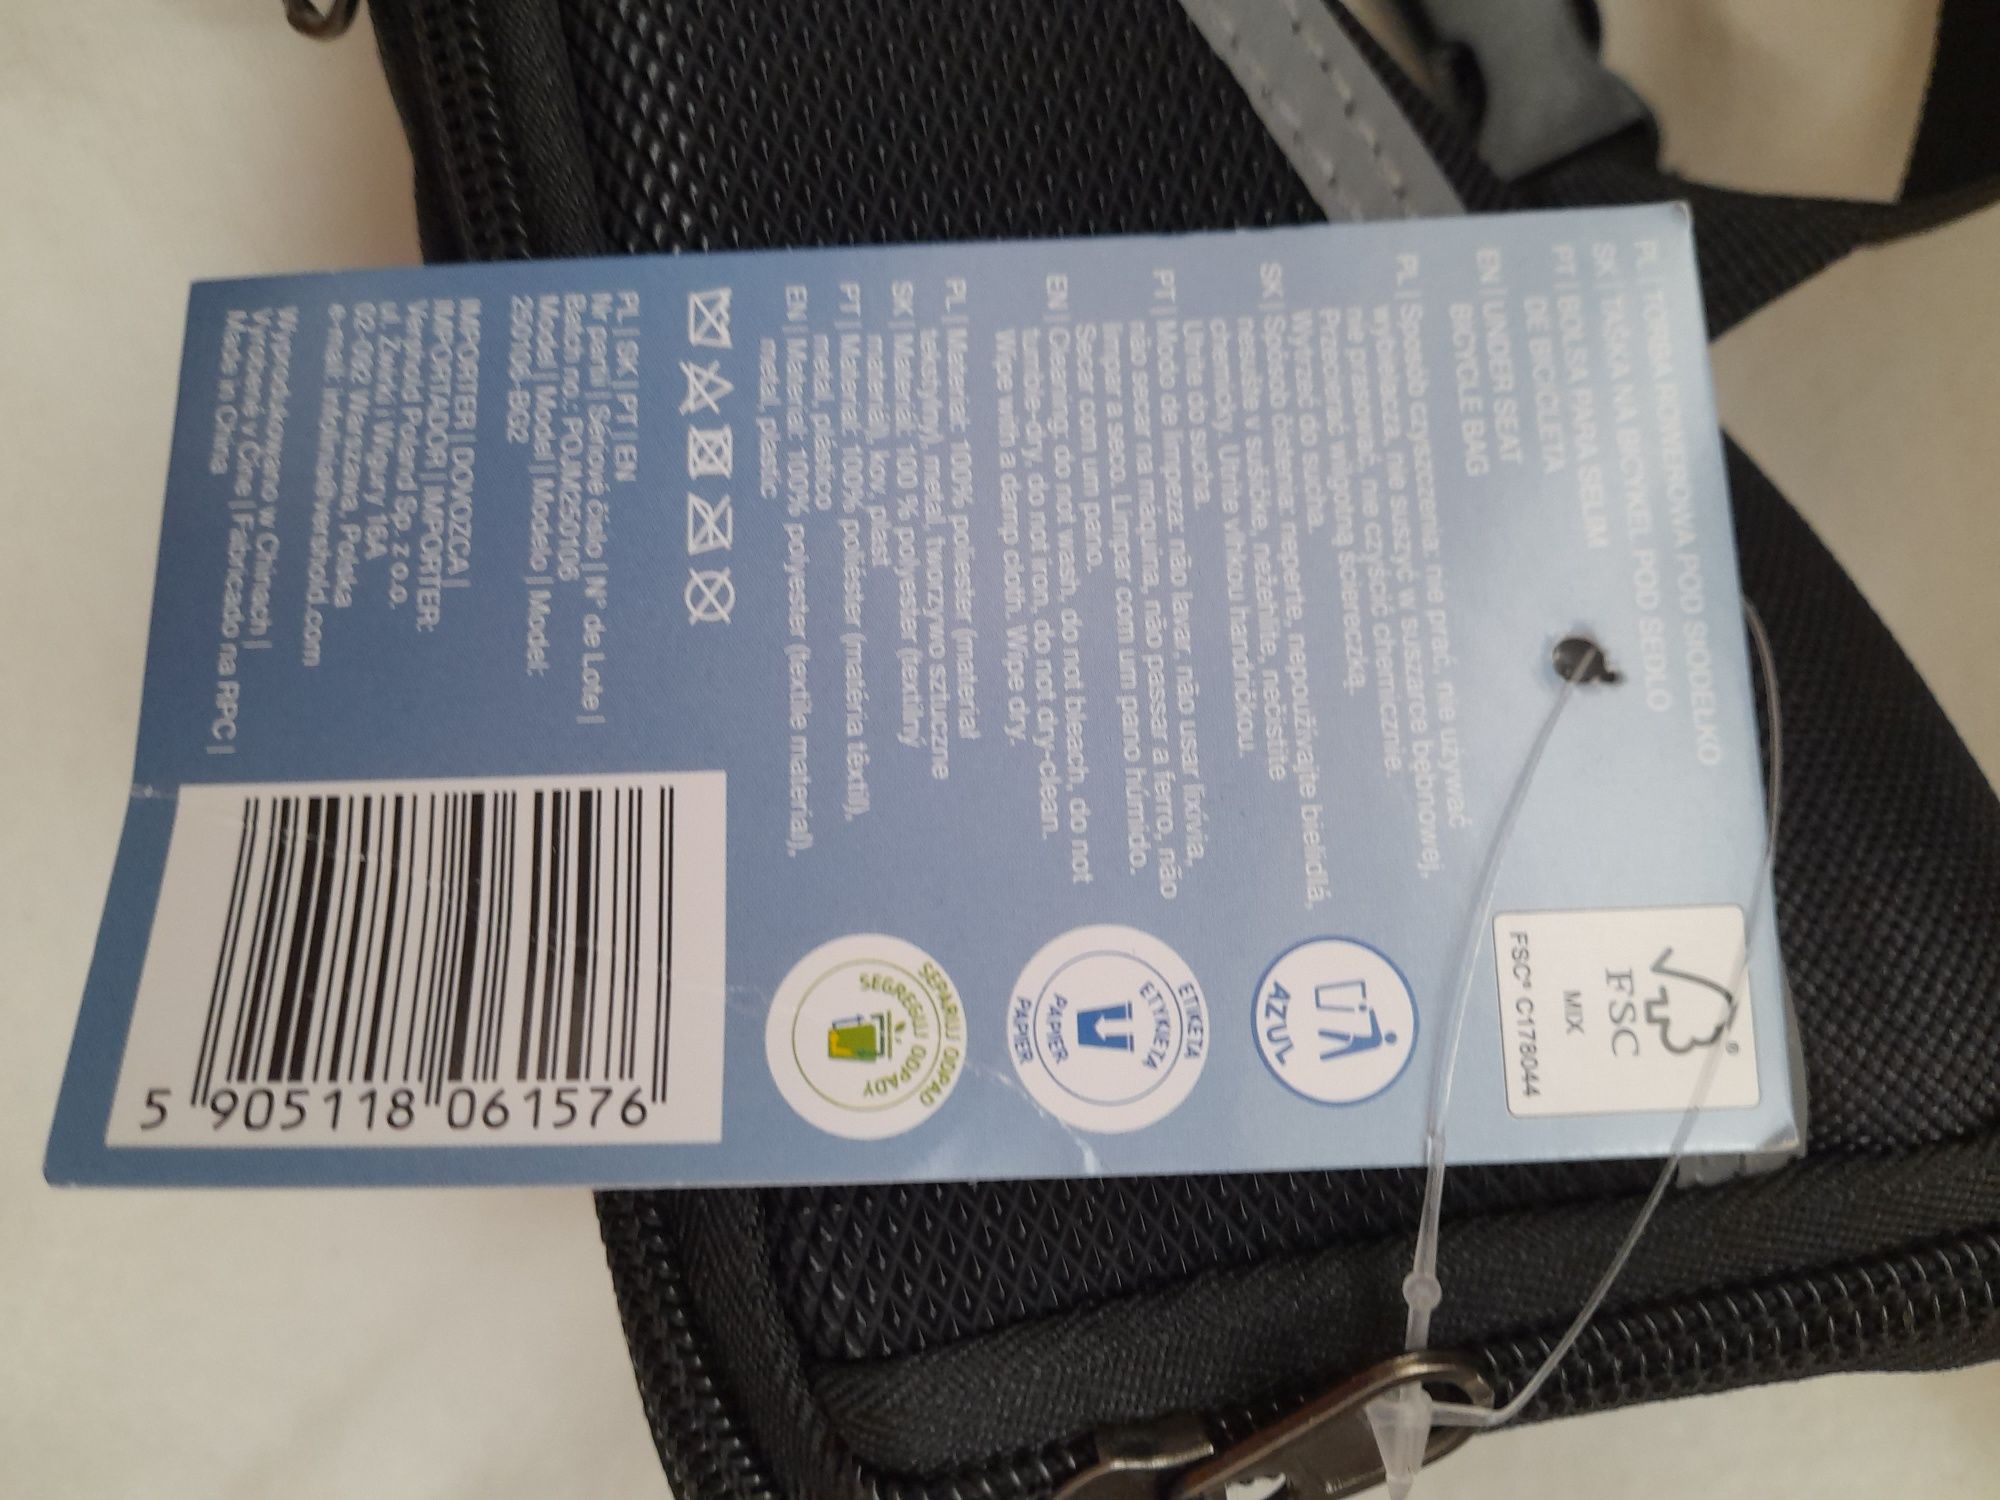 PL | TORBA ROWEROWA POD SIODEŁKO
SK | TAŠKA NA BICYKEL POD SEDLO
PT | BOLSA PARA SELIM
DE BICICLETA
EN | UNDER SEAT
BICYCLE BAG
PL | Sposób czyszczenia: nie prać, nie używać
wybielacza, nie suszyć w suszarce bębnowej,
nie prasować, nie czyścić chemicznie.
Przecierać wilgotną ściereczką.
Wytrzeć do sucha.
SK | Spôsob čistenia: neperte, nepoužívajte bielidlá,
nesušte v sušičke, nežehlite, nečistite
chemicky. Utrite vlhkou handričkou.
Utrite do sucha.
PT | Modo de limpeza: não lavar, não usar lixívia,
não secar na máquina, não passar a ferro, não
limpar a seco. Limpar com um pano húmido.
Secar com um pano.
EN | Cleaning: do not wash, do not bleach, do not
tumble-dry, do not iron, do not dry-clean.
Wipe with a damp cloth. Wipe dry.
PL | Materiał: 100% poliester (materiał
tekstylny), metal, tworzywo sztuczne
SK | Materiál: 100 % polyester (textilný
materiál), kov, plast
PT | Material: 100% poliéster (matéria têxtil),
metal, plástico
EN | Material: 100% polyester (textile material),
metal, plastic
PL | SK | PT | EN
Nr partii | Sériové číslo | Nº de Lote |
Batch no.: POJM250106
Model | Model | Modelo | Model:
250106-BG2
IMPORTER | DOVOZCA |
IMPORTADOR | IMPORTER:
Vershold Poland Sp. z o.o.
ul. Żwirki i Wigury 16A
02-092 Warszawa, Polska
e-mail: infolinia@vershold.com
Wyprodukowano w Chinach |
Vyrobené v Číne | Fabricado na RPC |
Made in China
FSC
®
MIX
FSC® C178044
AZUL
ETIKETA
ETYKIETA
PAPIER
PAPIER
SEPARUJ ODPAD
SEGREGUJ ODPADY
5 905118 061576